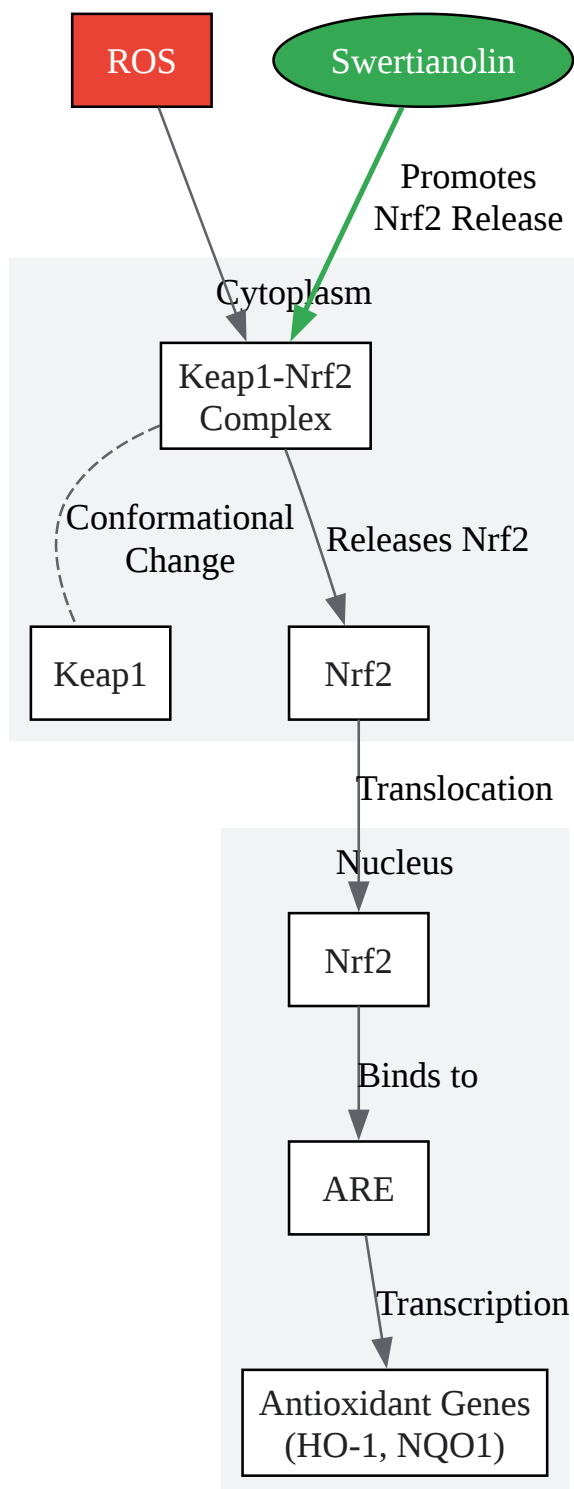 ROS
Swertianolin
Promotes
Nrf2 Release
Cytoplasm
Keap1-Nrf2
Complex
Conformational
Change
Releases Nrf2
Keap1
Nrf2
Translocation
Nucleus
Nrf2
Binds to
ARE
Transcription
Antioxidant Genes
(HO-1, NQO1)